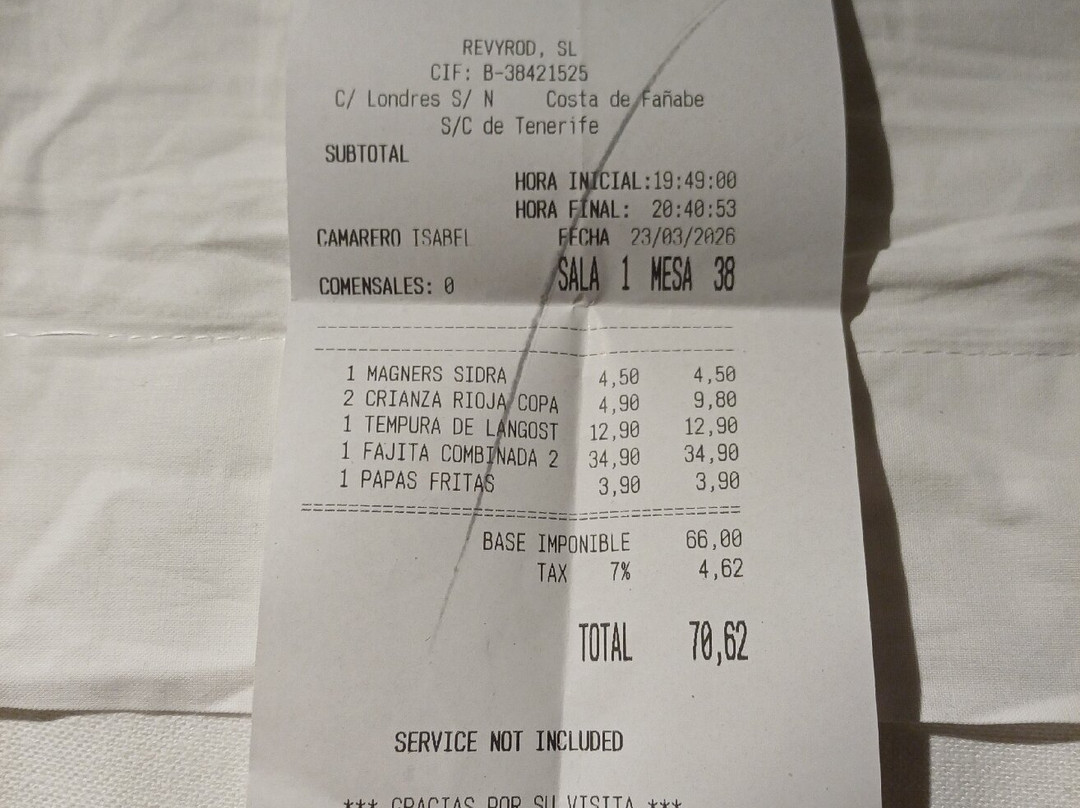 REVYROD, SL
CIF: B-38421525
C/ Londres S/ N Costa de Fañabe
S/C de Tenerife
SUBTOTAL
HORA INICIAL:19:49:00
HORA FINAL: 20:40:53
CAMARERO ISABEL FECHA 23/03/2026
COMENSALES: 0 SALA 1 MESA 38
1 MAGNERS SIDRA 4,50 4,50
2 CRIANZA RIOJA COPA 4,90 9,80
1 TEMPURA DE LANGOST 12,90 12,90
1 FAJITA COMBINADA 2 34,90 34,90
1 PAPAS FRITAS 3,90 3,90
BASE IMPONIBLE 66,00
TAX 7% 4,62
TOTAL 70,62
SERVICE NOT INCLUDED
*** GRACIAS POR SU VISITA ***